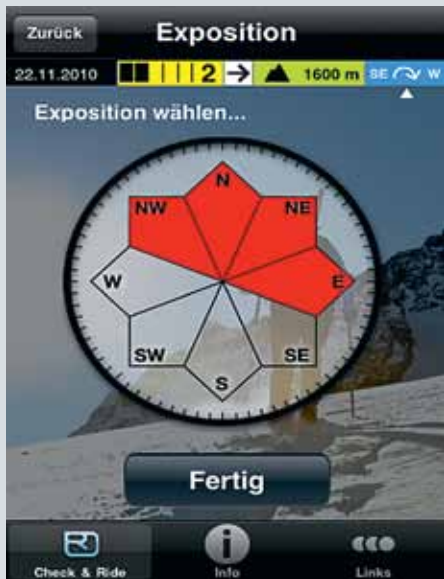 Zurück Exposition
22.11.2010 2 1600 m SE W
Exposition wählen...
N
NW NE
W E
SW SE
S
Fertig
Check & Ride Info Links